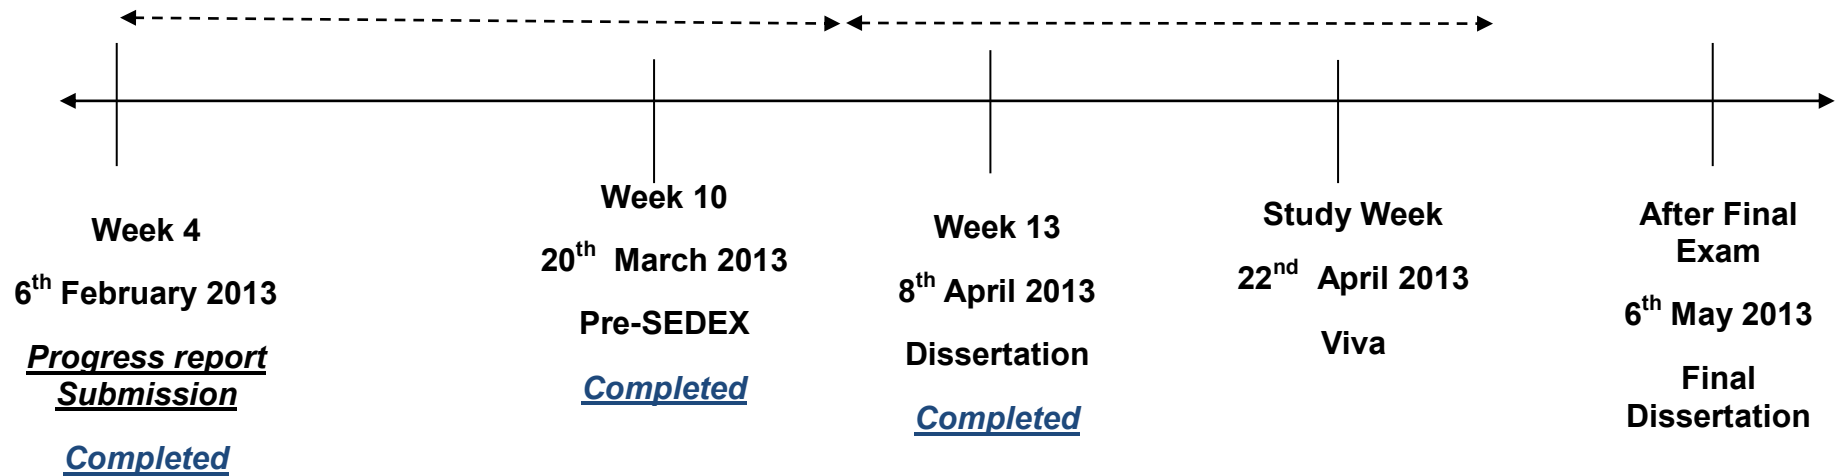 Week 4
6th February 2013
Progress report
Submission
Completed
Week 10
20th March 2013
Pre-SEDEX
Completed
Week 13
8th April 2013
Dissertation
Completed
Study Week
22nd April 2013
Viva
After Final
Exam
6th May 2013
Final
Dissertation